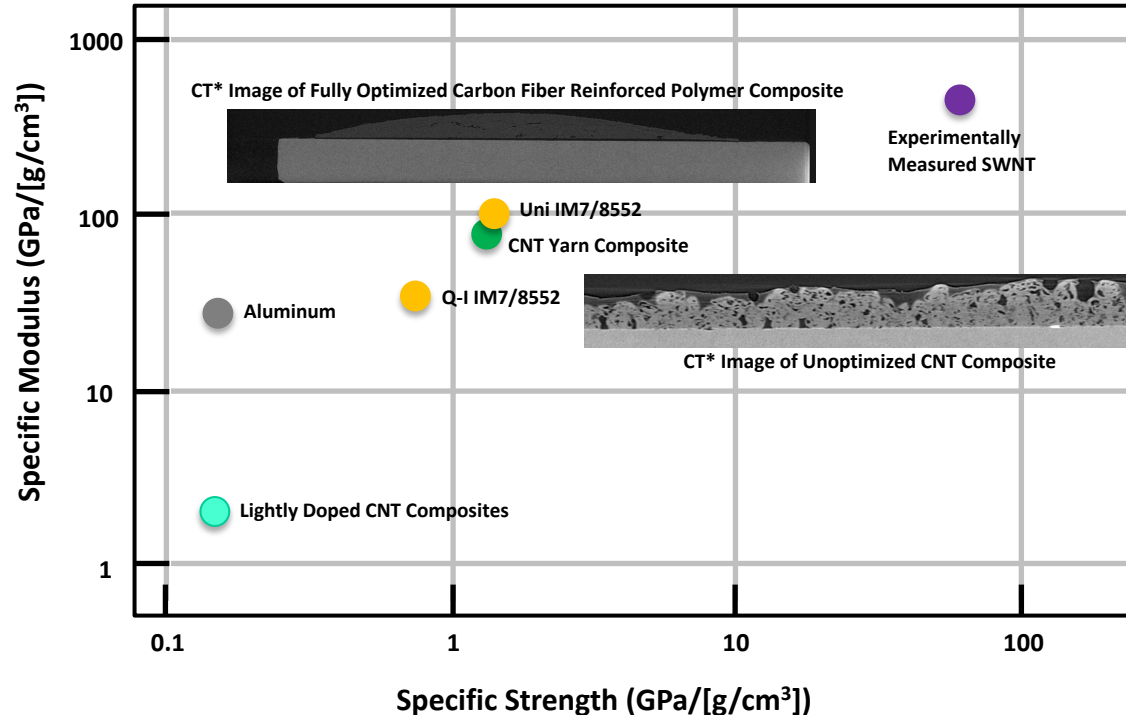 1000
CT* Image of Fully Optimized Carbon Fiber Reinforced Polymer Composite
Experimentally
Measured SWNT
Specific Modulus (GPa/[g/cm³])
100
Uni IM7/8552
CNT Yarn Composite
Q-I IM7/8552
Aluminum
CT* Image of Unoptimized CNT Composite
10
Lightly Doped CNT Composites
1
0.1
1
10
100
Specific Strength (GPa/[g/cm³])